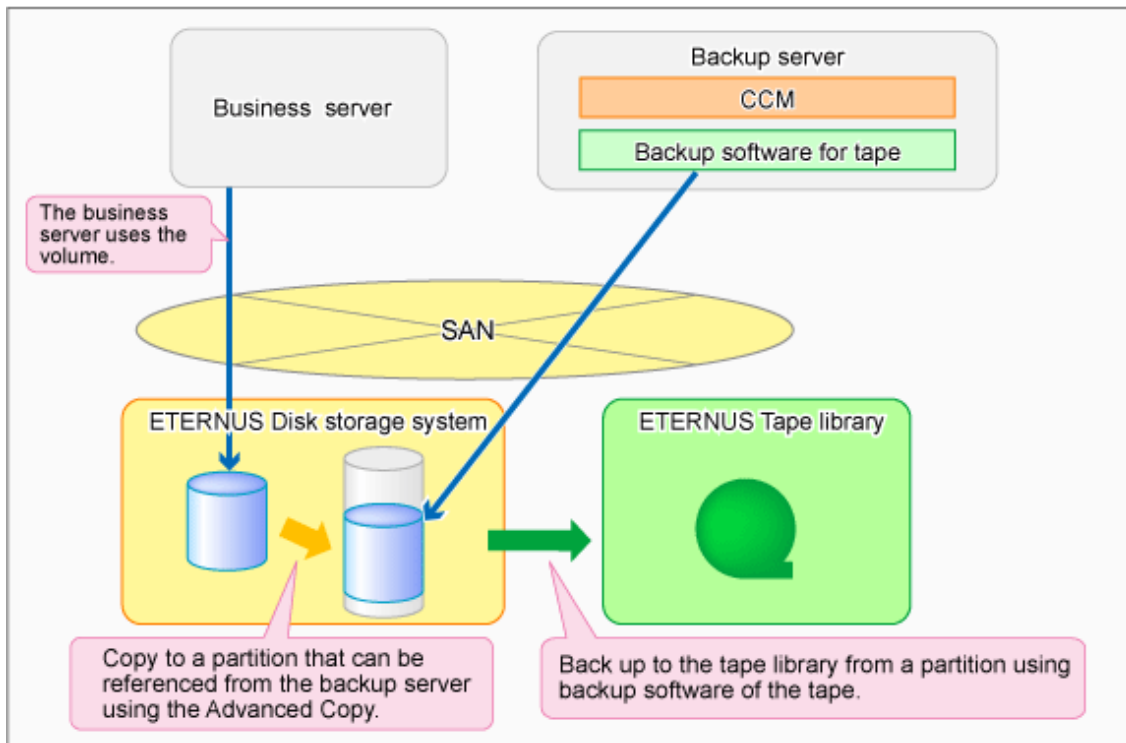 Business server
Backup server
CCM
Backup software for tape
The business
server uses the
volume.
SAN
ETERNUS Disk storage system
ETERNUS Tape library
Copy to a partition that can be
referenced from the backup server
using the Advanced Copy.
Back up to the tape library from a partition using
backup software of the tape.